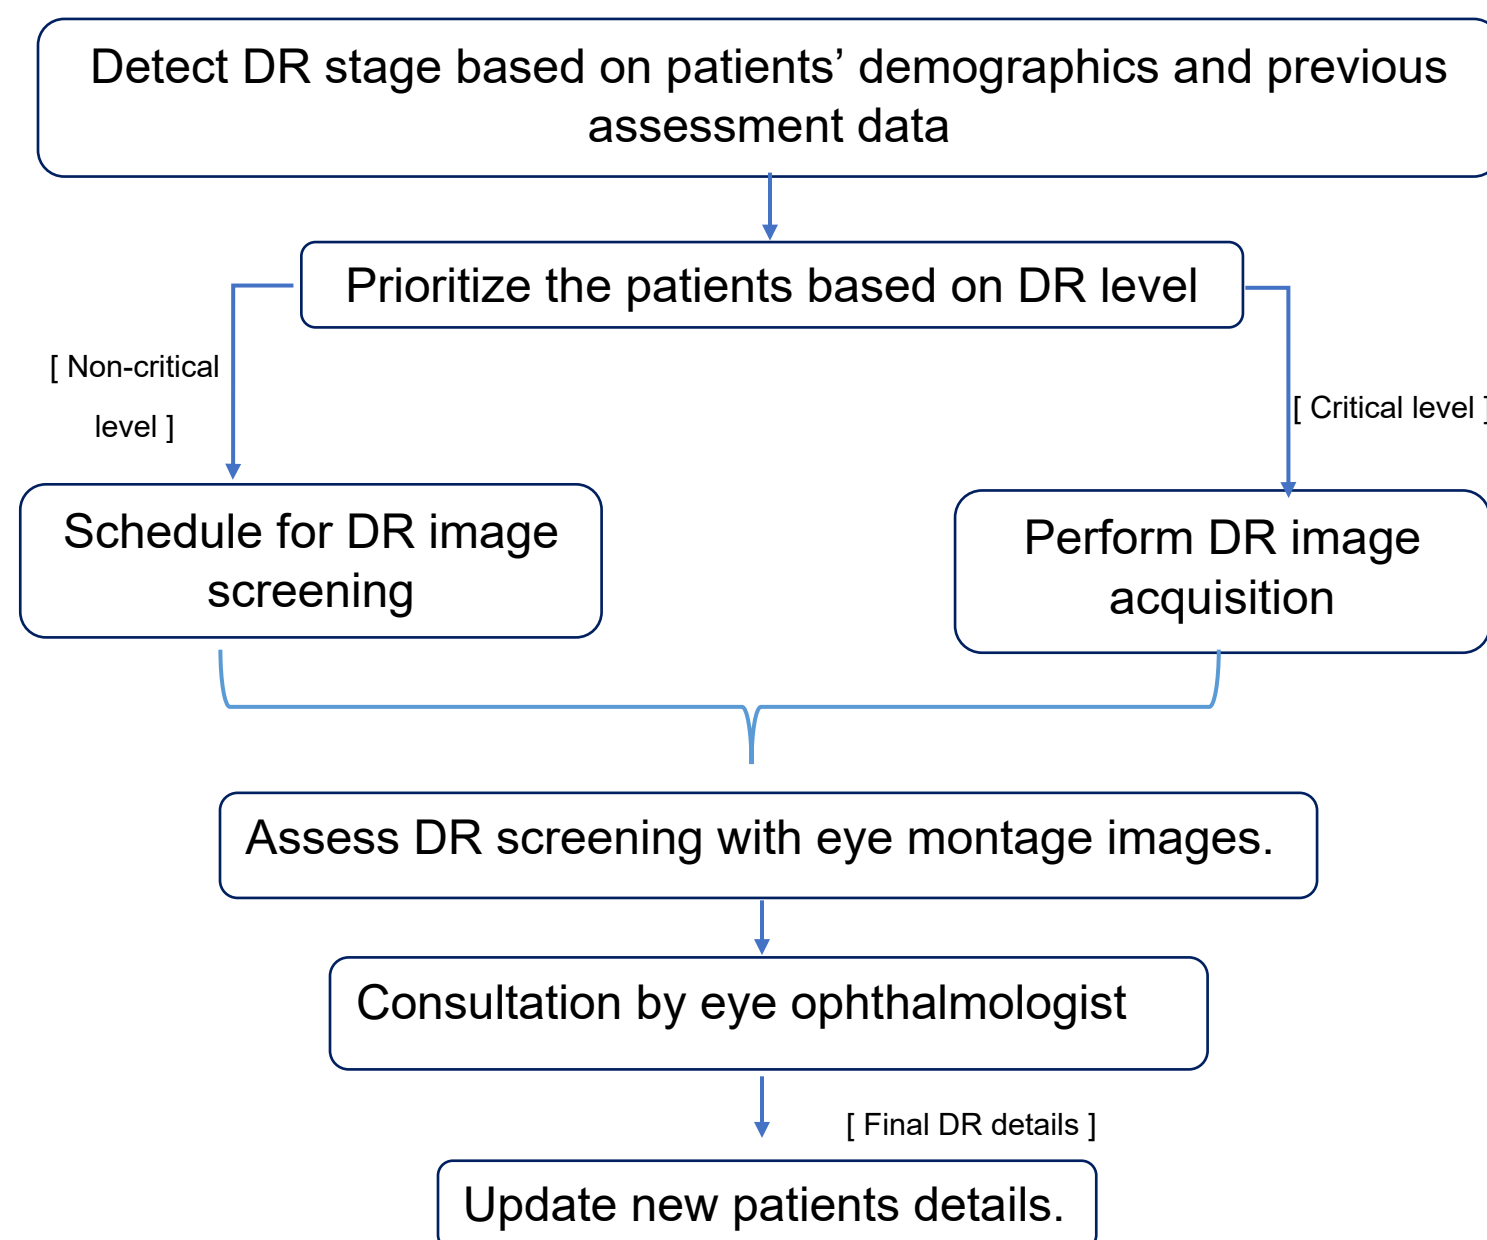 Detect DR stage based on patients’ demographics and previous
assessment data
Prioritize the patients based on DR level
[ Non-critical
level ]
[ Critical level ]
Schedule for DR image
screening
Perform DR image
acquisition
Assess DR screening with eye montage images.
Consultation by eye ophthalmologist
[ Final DR details ]
Update new patients details.